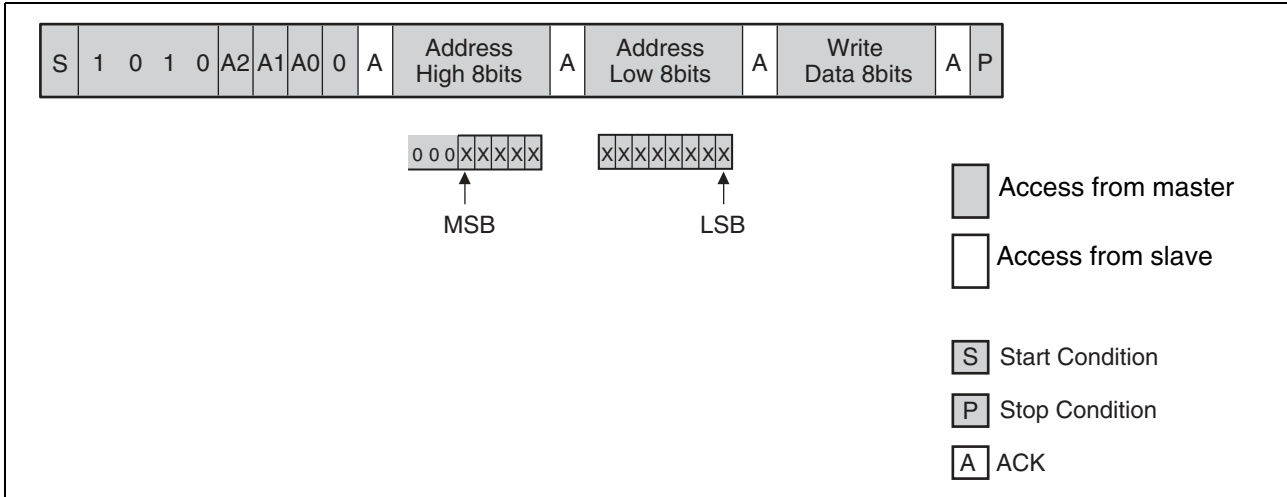 S 1 0 1 0 A2 A1 A0 0 A Address High 8bits A Address Low 8bits A Write Data 8bits A P
0 0 0 X X X X X X X X X X X X X
MSB LSB
Access from master
Access from slave
S Start Condition
P Stop Condition
A ACK